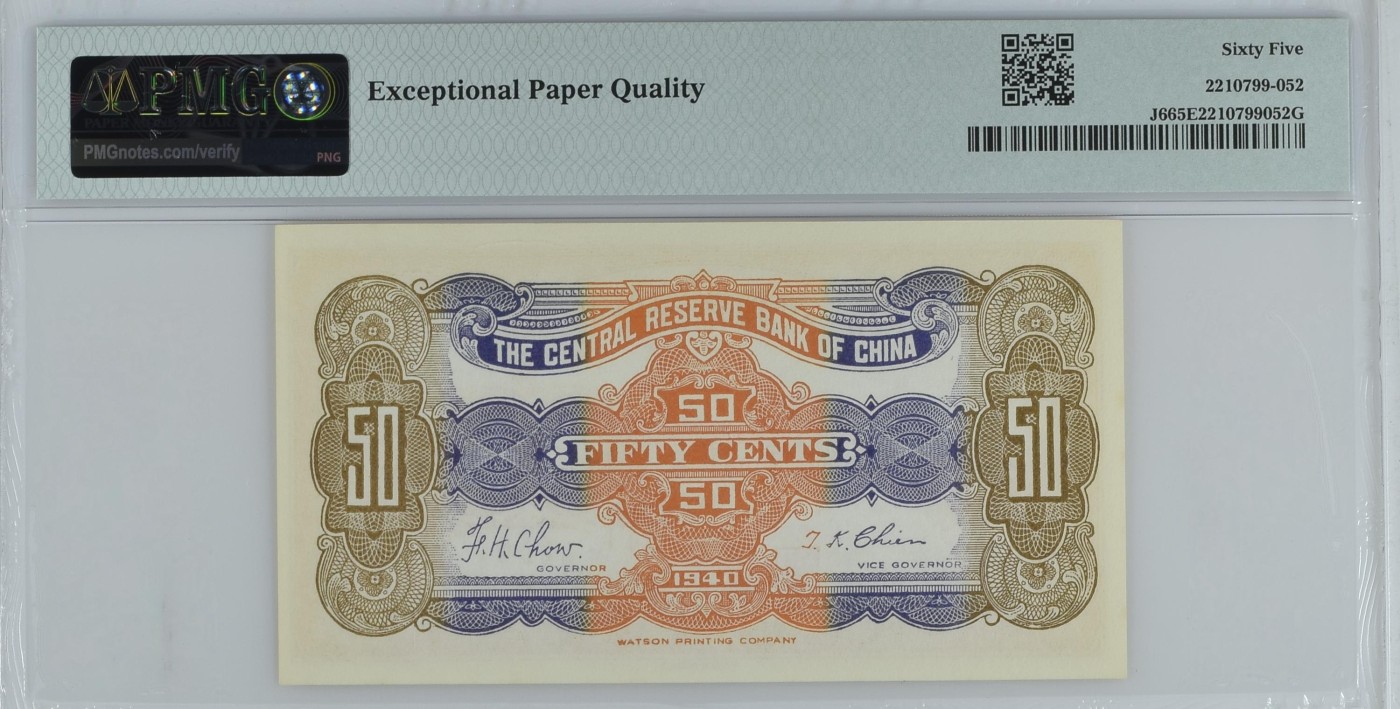 PMG
PMGnotes.com/verify
PNG
Exceptional Paper Quality
Sixty Five
2210799-052
J665E2210799052G
THE CENTRAL RESERVE BANK OF CHINA
50
50
50
FIFTY CENTS
50
F.H. Chow.
GOVERNOR
T. K. Chien
VICE GOVERNOR
1940
WATSON PRINTING COMPANY